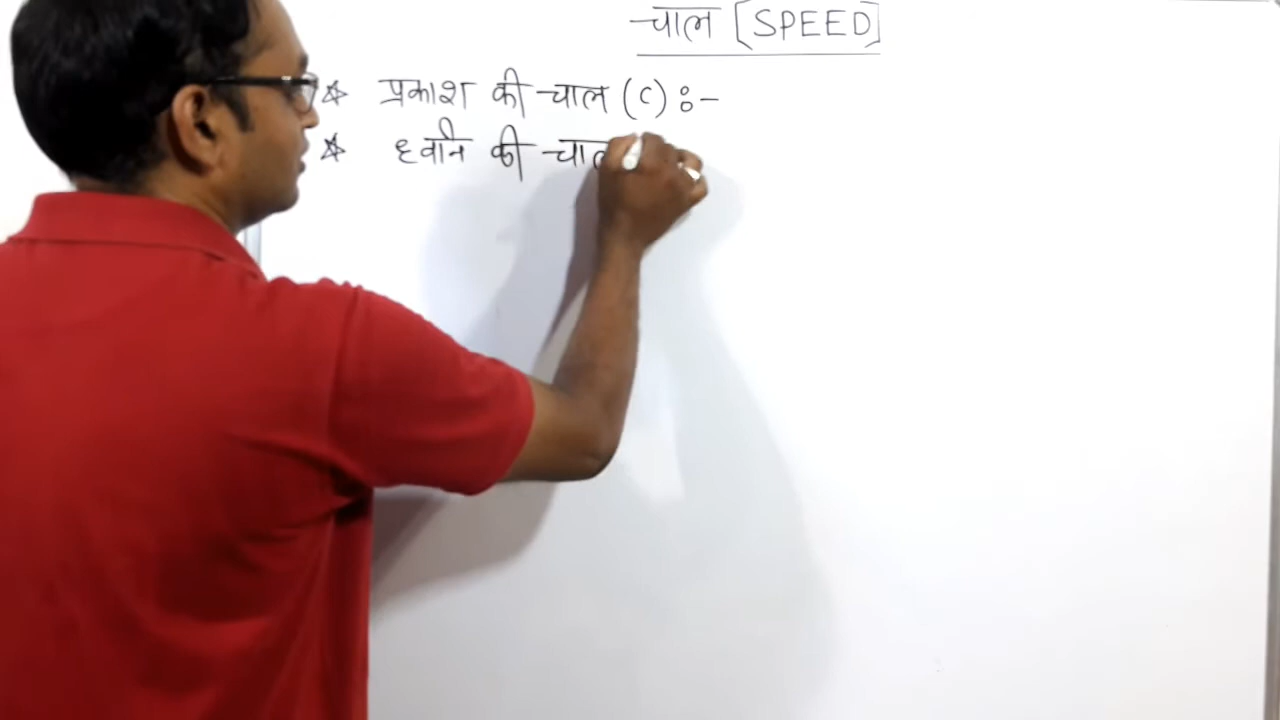 चाल [SPEED]
☆ प्रकाश की चाल (c) :-
☆ ध्वनि की चाल